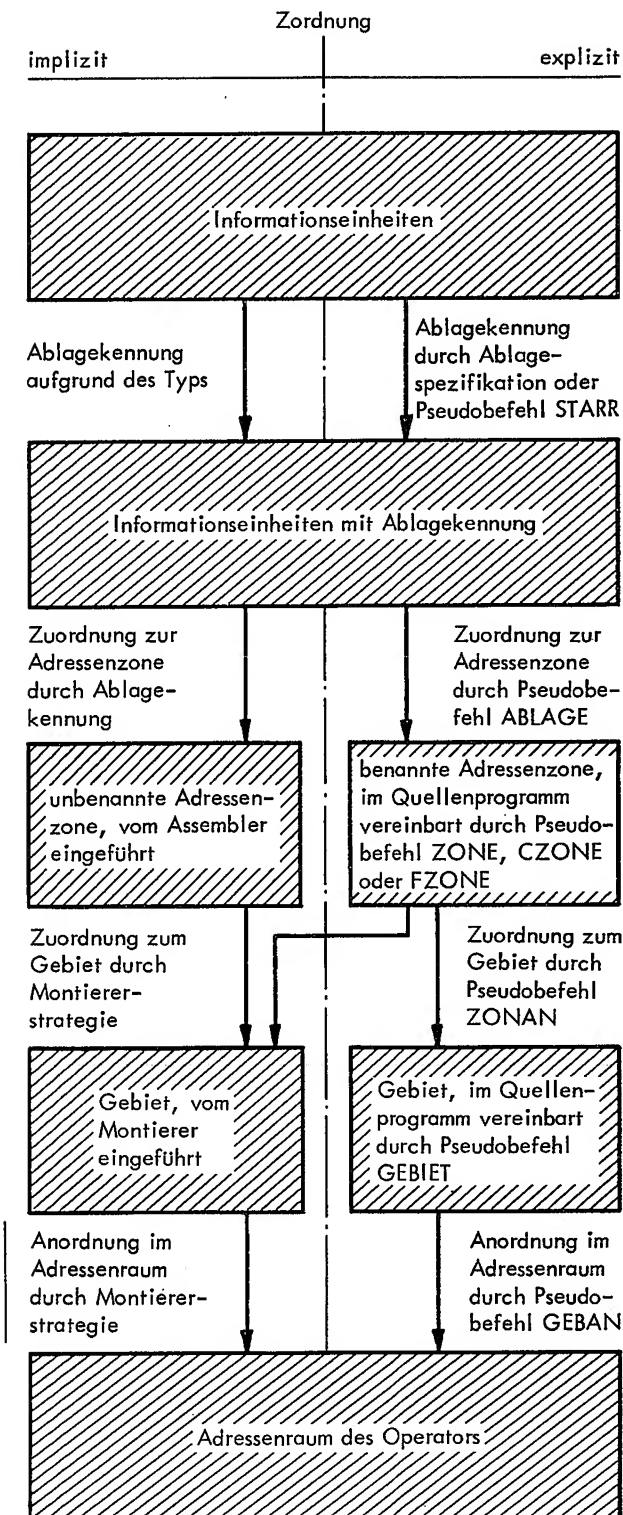 Zordnung
implizit
explizit
Informationseinheiten
Ablagekennung
aufgrund des Typs
Ablagekennung
durch Ablage-
spezifikation oder
Pseudobefehl STARR
Informationseinheiten mit Ablagekennung
Zuordnung zur
Adressenzone
durch Ablage-
kennung
Zuordnung zur
Adressenzone
durch Pseudobe-
fehl ABLAGE
unbenannte Adressen-
zone, vom Assembler
eingeführt
benannte Adressenzone,
im Quellenprogramm
vereinbart durch Pseudo-
befehl ZONE, CZONE
oder FZONE
Zuordnung zum
Gebiet durch
Montierer-
strategie
Zuordnung zum
Gebiet durch
Pseudobefehl
ZONAN
Gebiet, vom
Montierer
eingeführt
Gebiet, im Quellen-
programm vereinbart
durch Pseudobefehl
GEBIET
Anordnung im
Adressenraum
durch Montierer-
strategie
Anordnung im
Adressenraum
durch Pseudo-
befehl GEBAN
Adressenraum des Operators